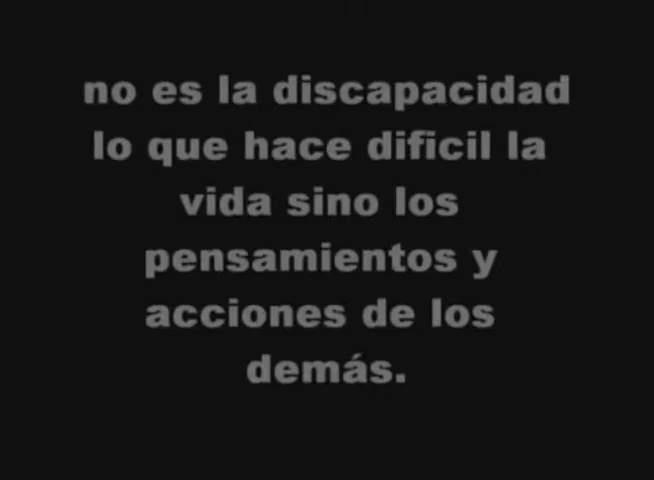 no es la discapacidad
lo que hace dificil la
vida sino los
pensamientos y
acciones de los
demás.